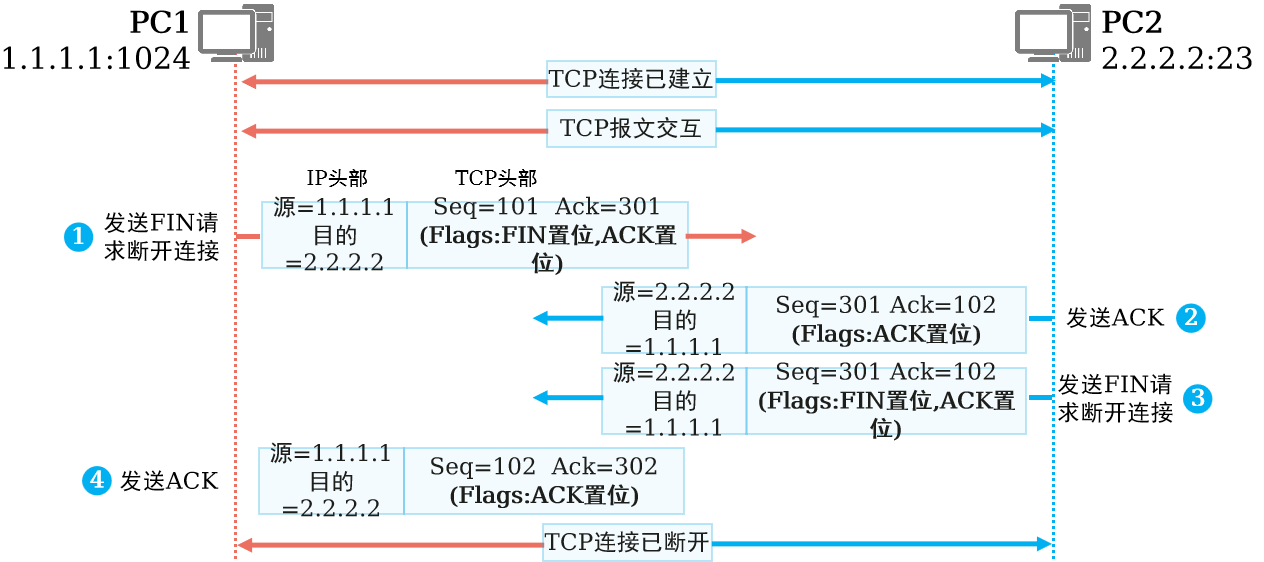 PC1
1.1.1.1:1024
PC2
2.2.2.2:23
TCP连接已建立
TCP报文交互
IP头部
TCP头部
1
发送FIN请
求断开连接
源=1.1.1.1
目的
=2.2.2.2
Seq=101  Ack=301
(Flags:FIN置位,ACK置
位)
源=2.2.2.2
目的
=1.1.1.1
Seq=301 Ack=102
(Flags:ACK置位)
发送ACK
2
源=2.2.2.2
目的
=1.1.1.1
Seq=301 Ack=102
(Flags:FIN置位,ACK置
位)
发送FIN请
求断开连接
3
4
发送ACK
源=1.1.1.1
目的
=2.2.2.2
Seq=102  Ack=302
(Flags:ACK置位)
TCP连接已断开